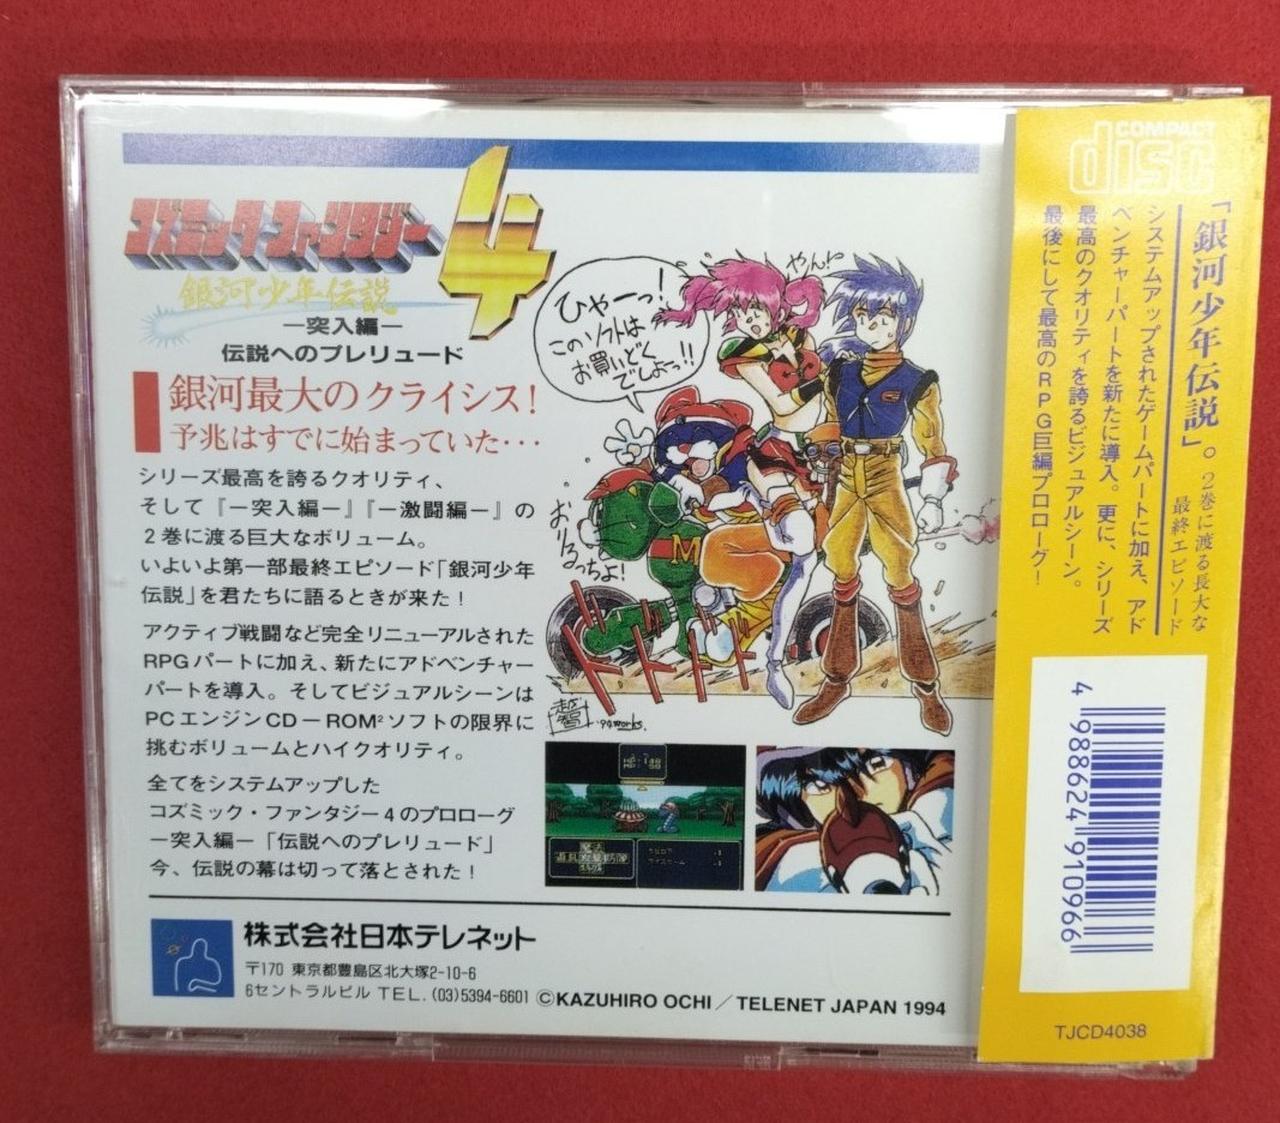 コズミック・ファンタジー4
銀河少年伝説
―突入編―
伝説へのプレリュード
銀河最大のクライシス!
予兆はすでに始まっていた・・・
シリーズ最高を誇るクオリティ、
そして『―突入編―』『―激闘編―』の
2巻に渡る巨大なボリューム。
いよいよ第一部最終エピソード「銀河少年
伝説」を君たちに語るときが来た!
アクティブ戦闘など完全リニューアルされた
RPGパートに加え、新たにアドベンチャー
パートを導入。そしてビジュアルシーンは
PCエンジンCD-ROM²ソフトの限界に
挑むボリュームとハイクオリティ。
全てをシステムアップした
コズミック・ファンタジー4のプロローグ
―突入編―「伝説へのプレリュード」
今、伝説の幕は切って落とされた!
ひゃーっ!
このソフトは
お買いどく
でしょっ!!
やん!
おりるっちょ!
M
ドドドド
'94works.
魔法
道具攻撃防御
株式会社日本テレネット
〒170 東京都豊島区北大塚2-10-6
6セントラルビル TEL.(03)5394-6601 ©KAZUHIRO OCHI/TELENET JAPAN 1994
COMPACT
disc
「銀河少年伝説」。
2巻に渡る長大な
最終エピソード
システムアップされたゲームパートに加え、アド
ベンチャーパートを新たに導入。更に、シリーズ
最高のクオリティを誇るビジュアルシーン。
最後にして最高のRPG巨編プロローグ!
4 988624 910966
TJCD4038